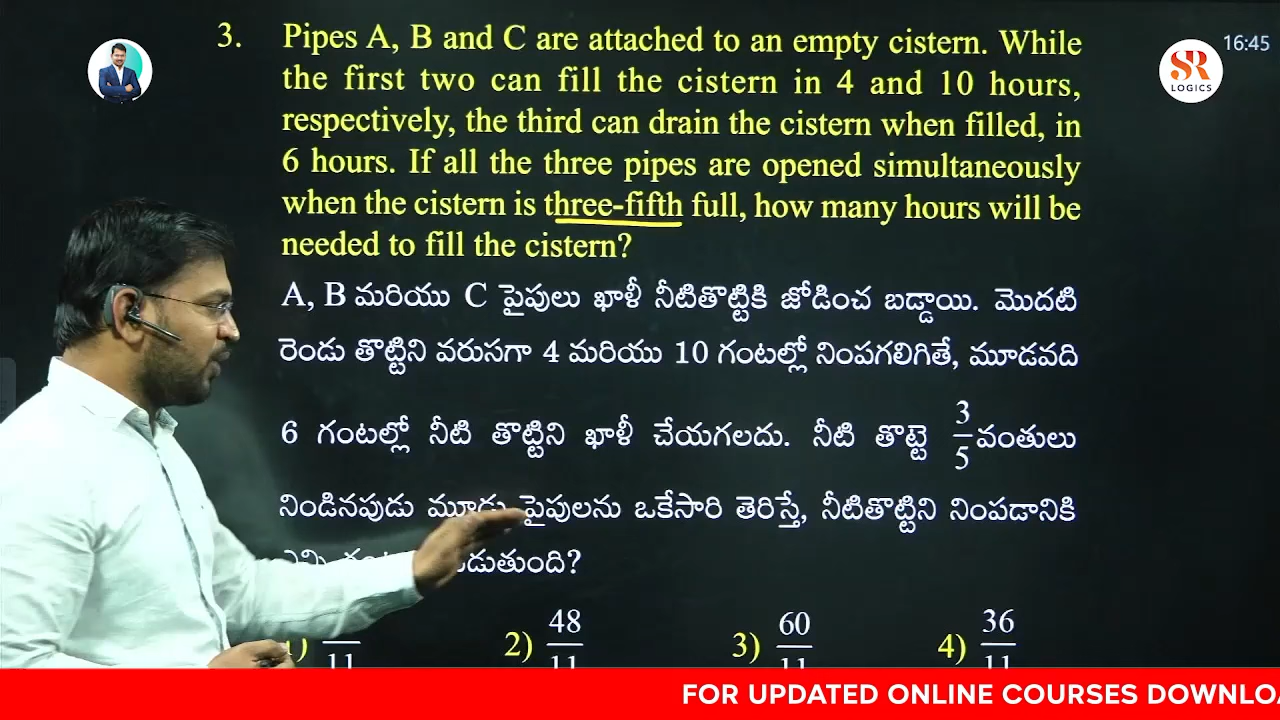 3. Pipes A, B and C are attached to an empty cistern. While
the first two can fill the cistern in 4 and 10 hours,
respectively, the third can drain the cistern when filled, in
6 hours. If all the three pipes are opened simultaneously
when the cistern is three-fifth full, how many hours will be
needed to fill the cistern?
A, B మరియు C పైపులు ఖాళీ నీటితొట్టికి జోడించ బడ్డాయి. మొదటి
రెండు తొట్టిని వరుసగా 4 మరియు 10 గంటల్లో నింపగలిగితే, మూడవది
6 గంటల్లో నీటి తొట్టిని ఖాళీ చేయగలదు. నీటి తొట్టె 3/5 వంతులు
నిండినపుడు మూడు పైపులను ఒకేసారి తెరిస్తే, నీటితొట్టిని నింపడానికి
2) 48/11 3) 60/11 4) 36/11
SR
LOGICS
16:45
FOR UPDATED ONLINE COURSES